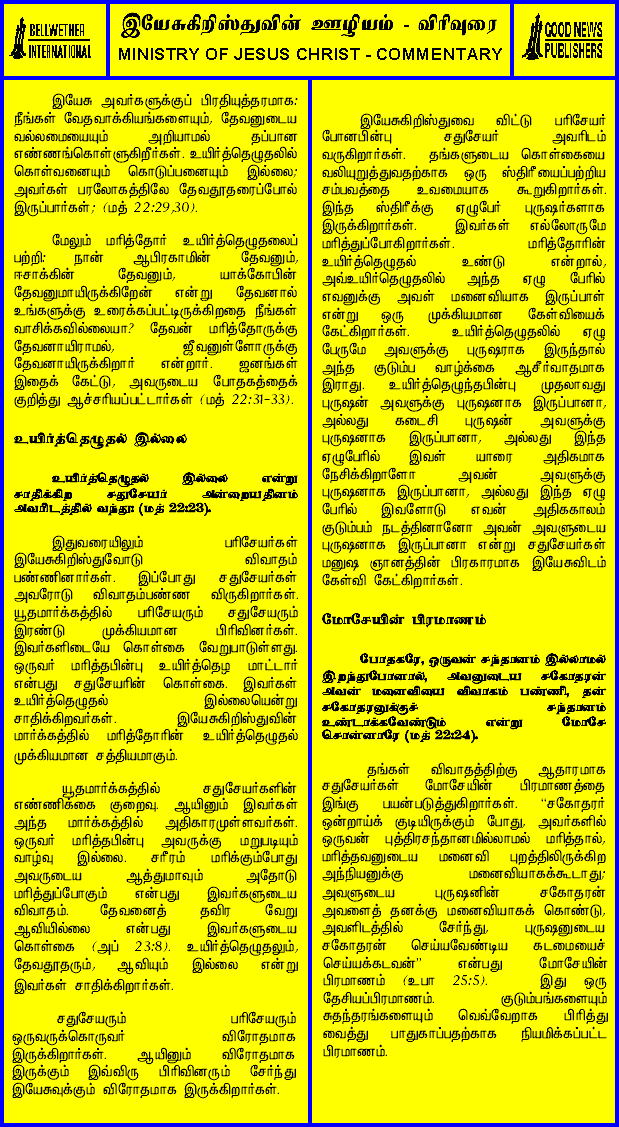 BELLWETHER
INTERNATIONAL
இயேசுகிறிஸ்துவின் ஊழியம் - விரிவுரை
MINISTRY OF JESUS CHRIST - COMMENTARY
GOOD NEWS
PUBLISHERS
இயேசு அவர்களுக்குப் பிரதியுத்தரமாக:
நீங்கள் வேதவாக்கியங்களையும், தேவனுடைய
வல்லமையையும் அறியாமல் தப்பான
எண்ணங்கொள்ளுகிறீர்கள். உயிர்த்தெழுதலில்
கொள்வனையும் கொடுப்பனையும் இல்லை;
அவர்கள் பரலோகத்திலே தேவதூதரைப்போல்
இருப்பார்கள்; (மத் 22:29,30).
மேலும் மரித்தோர் உயிர்த்தெழுதலைப்
பற்றி: நான் ஆபிரகாமின் தேவனும்,
ஈசாக்கின் தேவனும், யாக்கோபின்
தேவனுமாயிருக்கிறேன் என்று தேவனால்
உங்களுக்கு உரைக்கப்பட்டிருக்கிறதை நீங்கள்
வாசிக்கவில்லையா? தேவன் மரித்தோருக்கு
தேவனாயிராமல், ஜீவனுள்ளோருக்கு
தேவனாயிருக்கிறார் என்றார். ஜனங்கள்
இதைக் கேட்டு, அவருடைய போதகத்தைக்
குறித்து ஆச்சரியப்பட்டார்கள் (மத் 22:31-33).
உயிர்த்தெழுதல் இல்லை
உயிர்த்தெழுதல் இல்லை என்று
சாதிக்கிற சதுசேயர் அன்றையதினம்
அவரிடத்தில் வந்து: (மத் 22:23).
இதுவரையிலும் பரிசேயர்கள்
இயேசுகிறிஸ்துவோடு விவாதம்
பண்ணினார்கள். இப்போது சதுசேயர்கள்
அவரோடு விவாதம்பண்ண விருகிறார்கள்.
யூதமார்க்கத்தில் பரிசேயரும் சதுசேயரும்
இரண்டு முக்கியமான பிரிவினர்கள்.
இவர்களிடையே கொள்கை வேறுபாடுள்ளது.
ஒருவர் மரித்தபின்பு உயிர்த்தெழ மாட்டார்
என்பது சதுசேயரின் கொள்கை. இவர்கள்
உயிர்த்தெழுதல் இல்லையென்று
சாதிக்கிறவர்கள். இயேசுகிறிஸ்துவின்
மார்க்கத்தில் மரித்தோரின் உயிர்த்தெழுதல்
முக்கியமான சத்தியமாகும்.
யூதமார்க்கத்தில் சதுசேயர்களின்
எண்ணிக்கை குறைவு. ஆயினும் இவர்கள்
அந்த மார்க்கத்தில் அதிகாரமுள்ளவர்கள்.
ஒருவர் மரித்தபின்பு அவருக்கு மறுபடியும்
வாழ்வு இல்லை. சரீரம் மரிக்கும்போது
அவருடைய ஆத்துமாவும் அதோடு
மரித்துப்போகும் என்பது இவர்களுடைய
விவாதம். தேவனைத் தவிர வேறு
ஆவியில்லை என்பது இவர்களுடைய
கொள்கை (அப் 23:8). உயிர்த்தெழுதலும்,
தேவதூதரும், ஆவியும் இல்லை என்று
இவர்கள் சாதிக்கிறார்கள்.
சதுசேயரும் பரிசேயரும்
ஒருவருக்கொருவர் விரோதமாக
இருக்கிறார்கள். ஆயினும் விரோதமாக
இருக்கும் இவ்விரு பிரிவினரும் சேர்ந்து
இயேசுவுக்கும் விரோதமாக இருக்கிறார்கள்.
இயேசுகிறிஸ்துவை விட்டு பரிசேயர்
போனபின்பு சதுசேயர் அவரிடம்
வருகிறார்கள். தங்களுடைய கொள்கையை
வலியுறுத்துவதற்காக ஒரு ஸ்திரீயைப்பற்றிய
சம்பவத்தை உவமையாக கூறுகிறார்கள்.
இந்த ஸ்திரீக்கு ஏழுபேர் புருஷர்களாக
இருக்கிறார்கள். இவர்கள் எல்லோருமே
மரித்துப்போகிறார்கள். மரித்தோரின்
உயிர்த்தெழுதல் உண்டு என்றால்,
அவ்உயிர்தெழுதலில் அந்த ஏழு பேரில்
எவனுக்கு அவள் மனைவியாக இருப்பாள்
என்று ஒரு முக்கியமான கேள்வியைக்
கேட்கிறார்கள். உயிர்த்தெழுதலில் ஏழு
பேருமே அவளுக்கு புருஷராக இருந்தால்
அந்த குடும்ப வாழ்க்கை ஆசீர்வாதமாக
இராது. உயிர்த்தெழுந்தபின்பு முதலாவது
புருஷன் அவளுக்கு புருஷனாக இருப்பானா,
அல்லது கடைசி புருஷன் அவளுக்கு
புருஷனாக இருப்பானா, அல்லது இந்த
ஏழுபேரில் இவள் யாரை அதிகமாக
நேசிக்கிறாளோ அவன் அவளுக்கு
புருஷனாக இருப்பானா, அல்லது இந்த ஏழு
பேரில் இவளோடு எவன் அதிககாலம்
குடும்பம் நடத்தினானோ அவன் அவளுடைய
புருஷனாக இருப்பானா என்று சதுசேயர்கள்
மனுஷ ஞானத்தின் பிரகாரமாக இயேசுவிடம்
கேள்வி கேட்கிறார்கள்.
மோசேயின் பிரமாணம்
போதகரே, ஒருவன் சந்தானம் இல்லாமல்
இறந்துபோனால், அவனுடைய சகோதரன்
அவன் மனைவியை விவாகம் பண்ணி, தன்
சகோதரனுக்குச் சந்தானம்
உண்டாக்கவேண்டும் என்று மோசே
சொன்னாரே (மத் 22:24).
தங்கள் விவாதத்திற்கு ஆதாரமாக
சதுசேயர்கள் மோசேயின் பிரமாணத்தை
இங்கு பயன்படுத்துகிறார்கள். "சகோதரர்
ஒன்றாய்க் குடியிருக்கும் போது, அவர்களில்
ஒருவன் புத்திரசந்தானமில்லாமல் மரித்தால்,
மரித்தவனுடைய மனைவி புறத்திலிருக்கிற
அந்நியனுக்கு மனைவியாகக்கூடாது;
அவளுடைய புருஷனின் சகோதரன்
அவளைத் தனக்கு மனைவியாகக் கொண்டு,
அவளிடத்தில் சேர்ந்து, புருஷனுடைய
சகோதரன் செய்யவேண்டிய கடமையைச்
செய்யக்கடவன்" என்பது மோசேயின்
பிரமாணம் (உபா 25:5). இது ஒரு
தேசியப்பிரமாணம். குடும்பங்களையும்
சுதந்தரங்களையும் வெவ்வேறாக பிரித்து
வைத்து பாதுகாப்பதற்காக நியமிக்கப்பட்ட
பிரமாணம்.